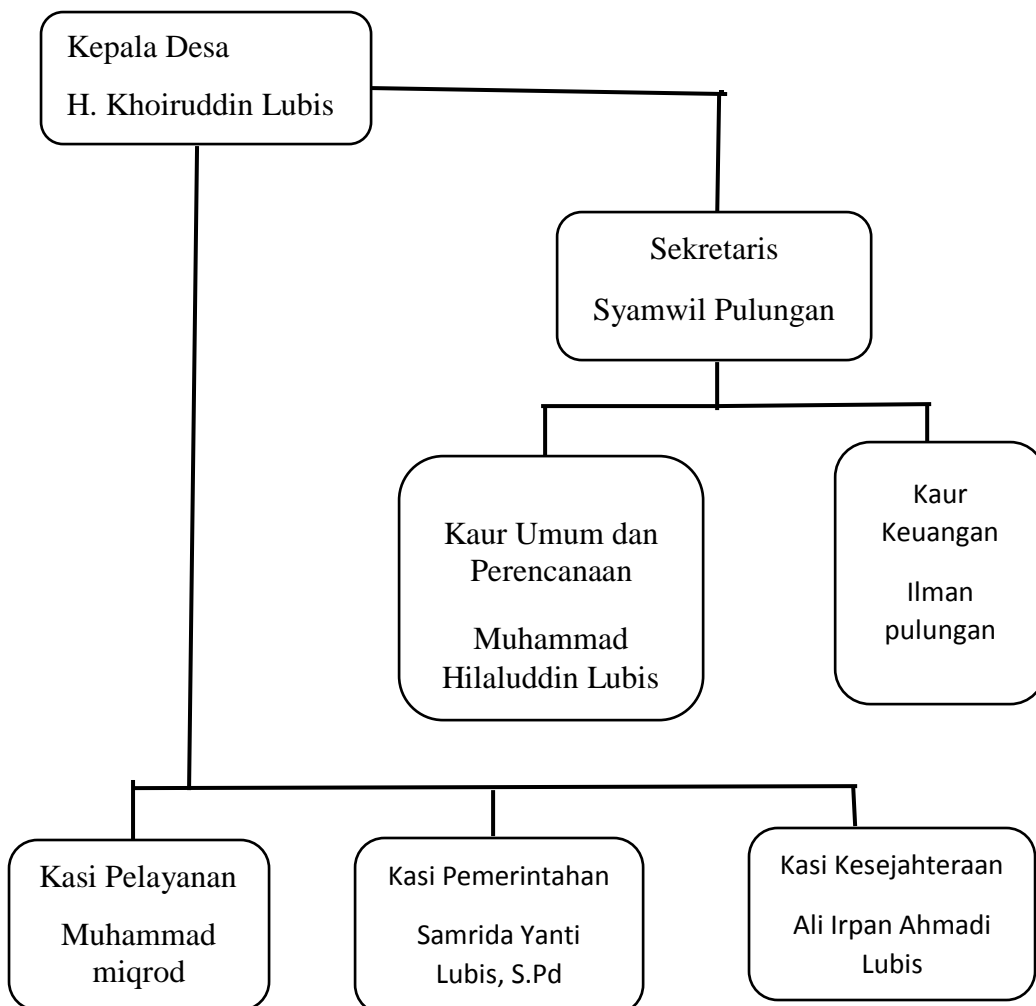 Kepala Desa
H. Khoiruddin Lubis
Sekretaris
Syamwil Pulungan
Kaur Umum dan
Perencanaan
Muhammad
Hilaluddin Lubis
Kaur
Keuangan
Ilman
pulungan
Kasi Pelayanan
Muhammad
miqrod
Kasi Pemerintahan
Samrida Yanti
Lubis, S.Pd
Kasi Kesejahteraan
Ali Irpan Ahmadi
Lubis